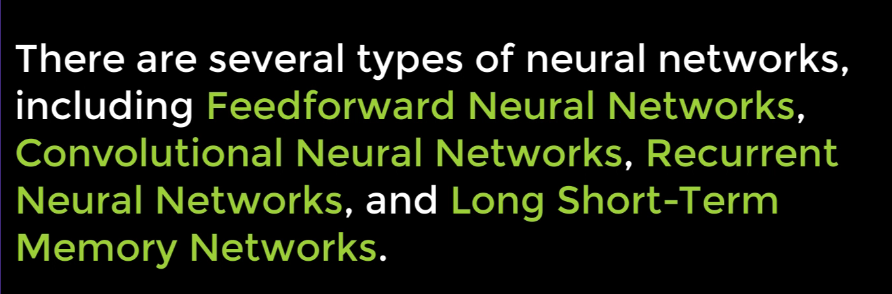 There are several types of neural networks,
including Feedforward Neural Networks,
Convolutional Neural Networks, Recurrent
Neural Networks, and Long Short-Term
Memory Networks.